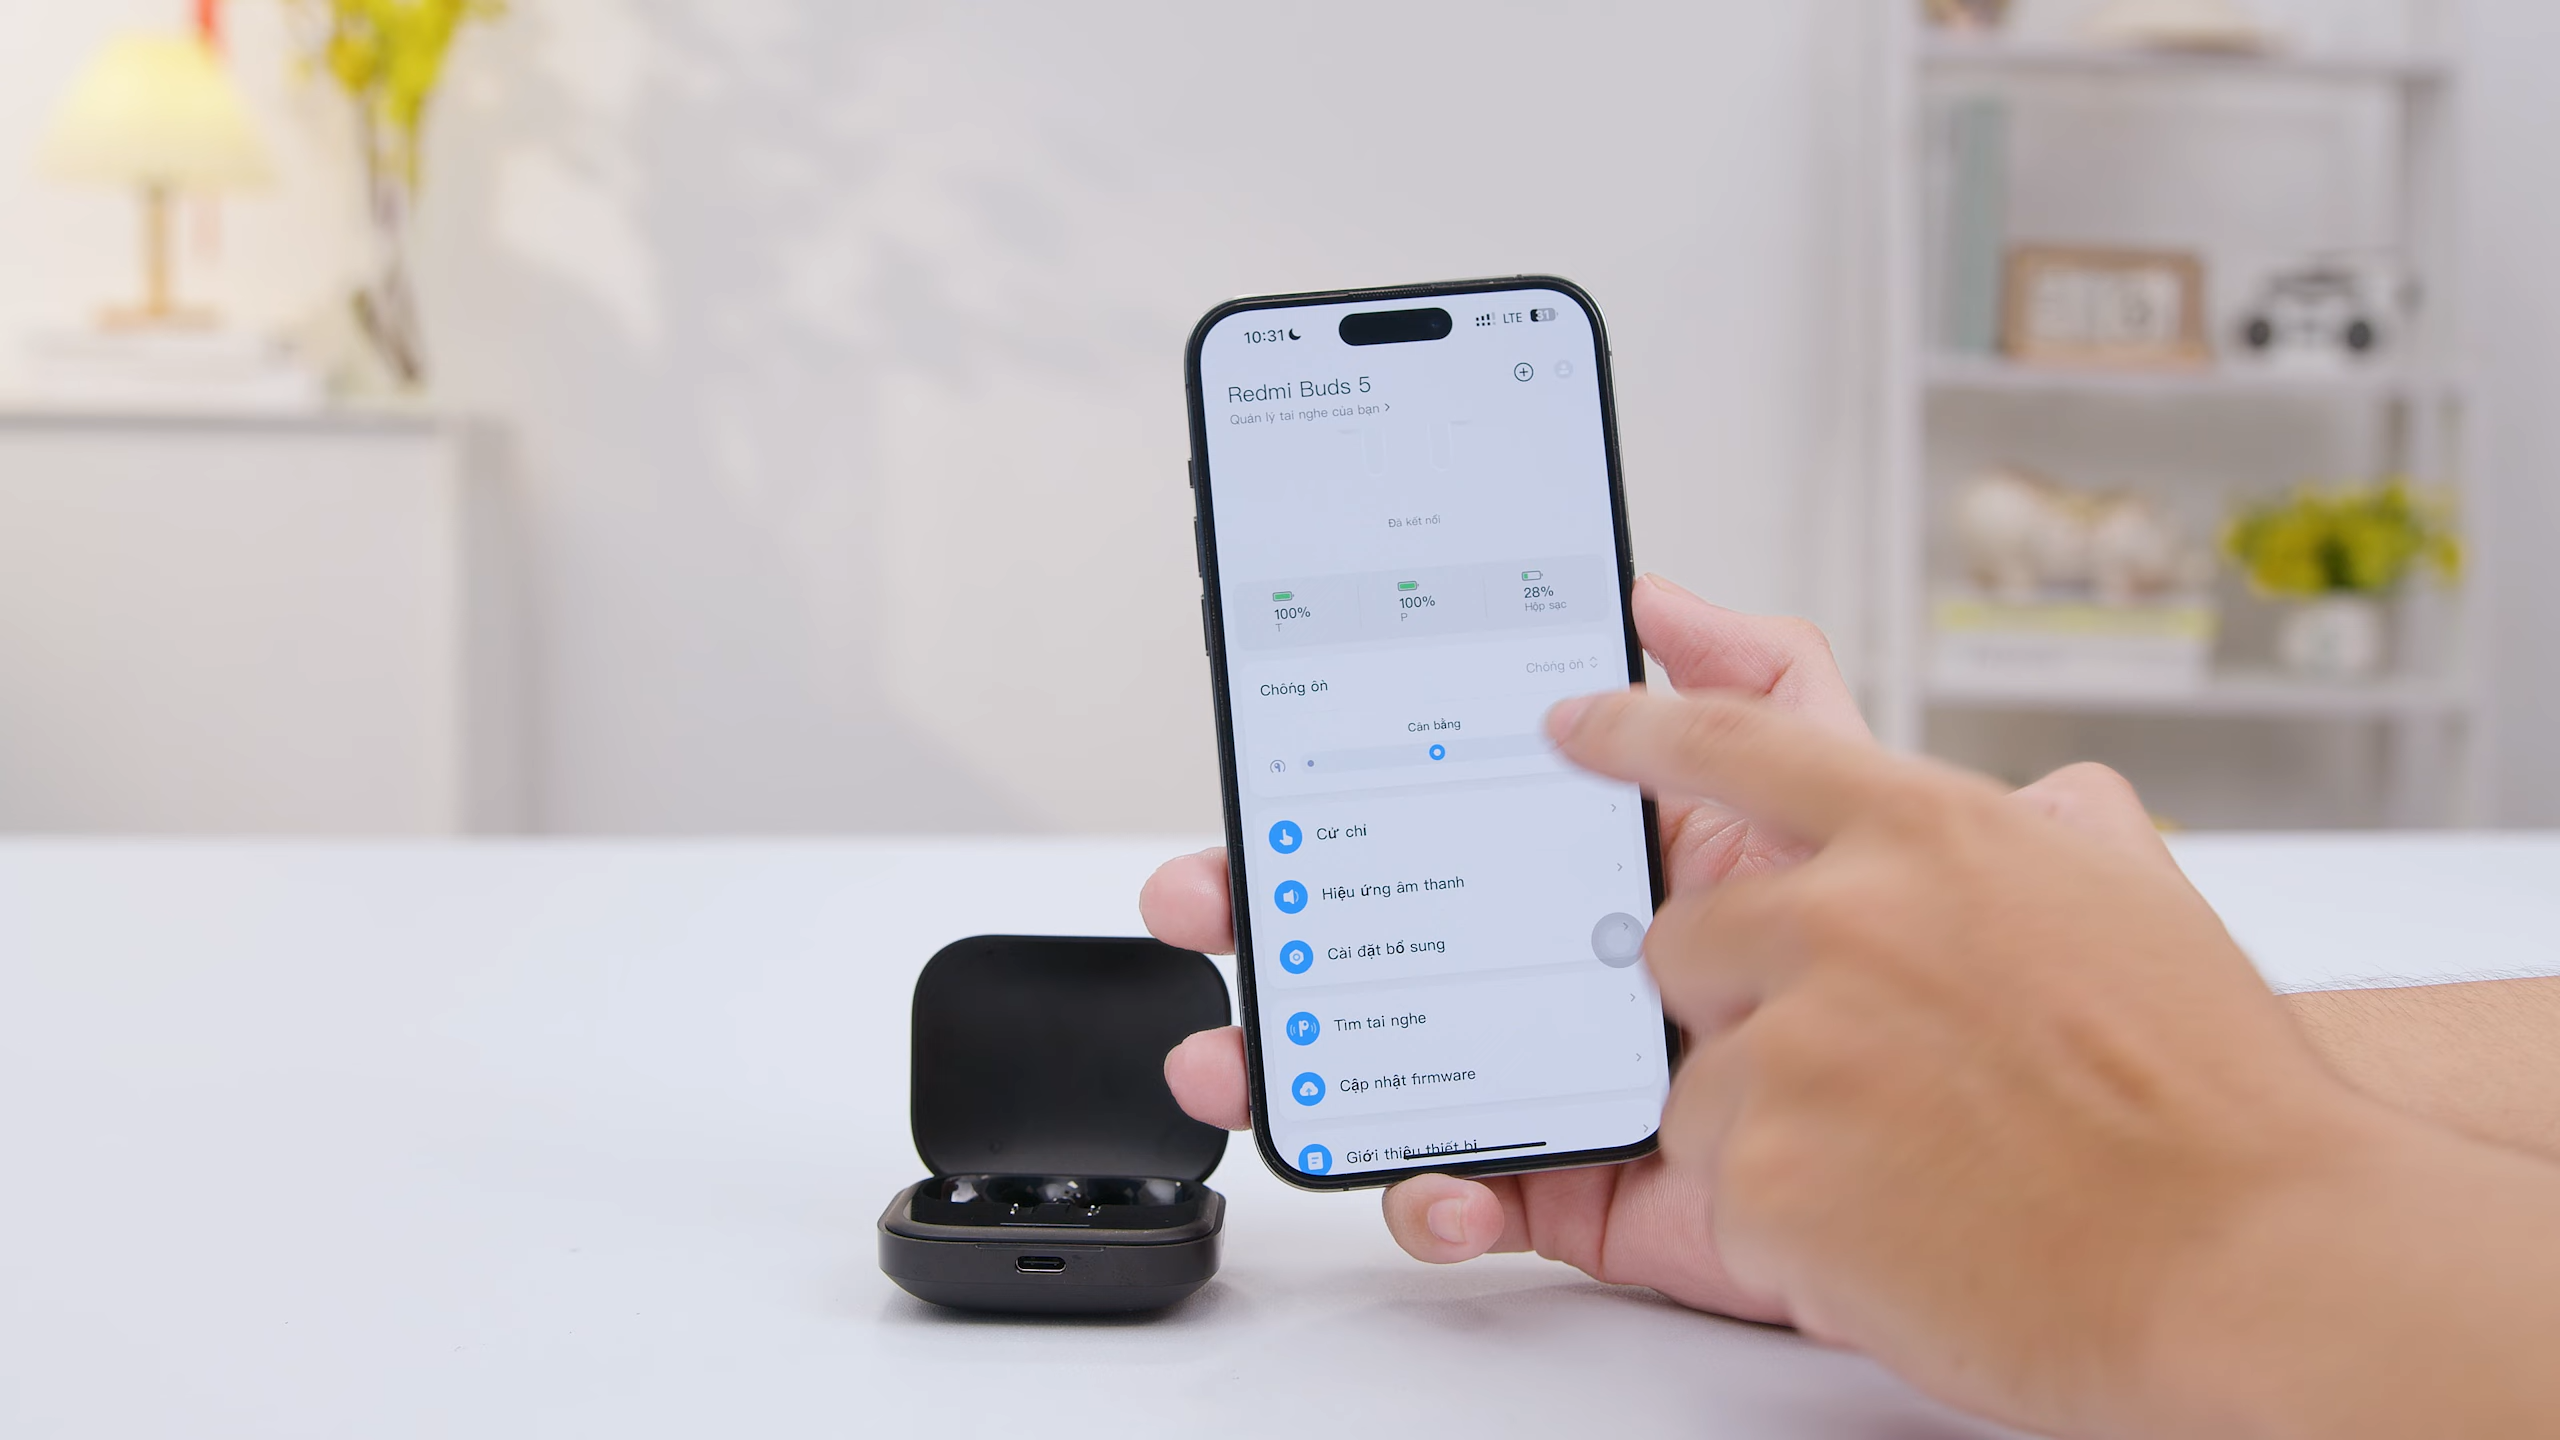 10:31
LTE 31
Redmi Buds 5
Quản lý tai nghe của bạn >
Đã kết nối
100%
T
100%
P
28%
Hộp sạc
Chống ồn
Chống ồn
Cân bằng
Cử chỉ
Hiệu ứng âm thanh
Cài đặt bổ sung
Tìm tai nghe
Cập nhật firmware
Giới thiệu thiết bị